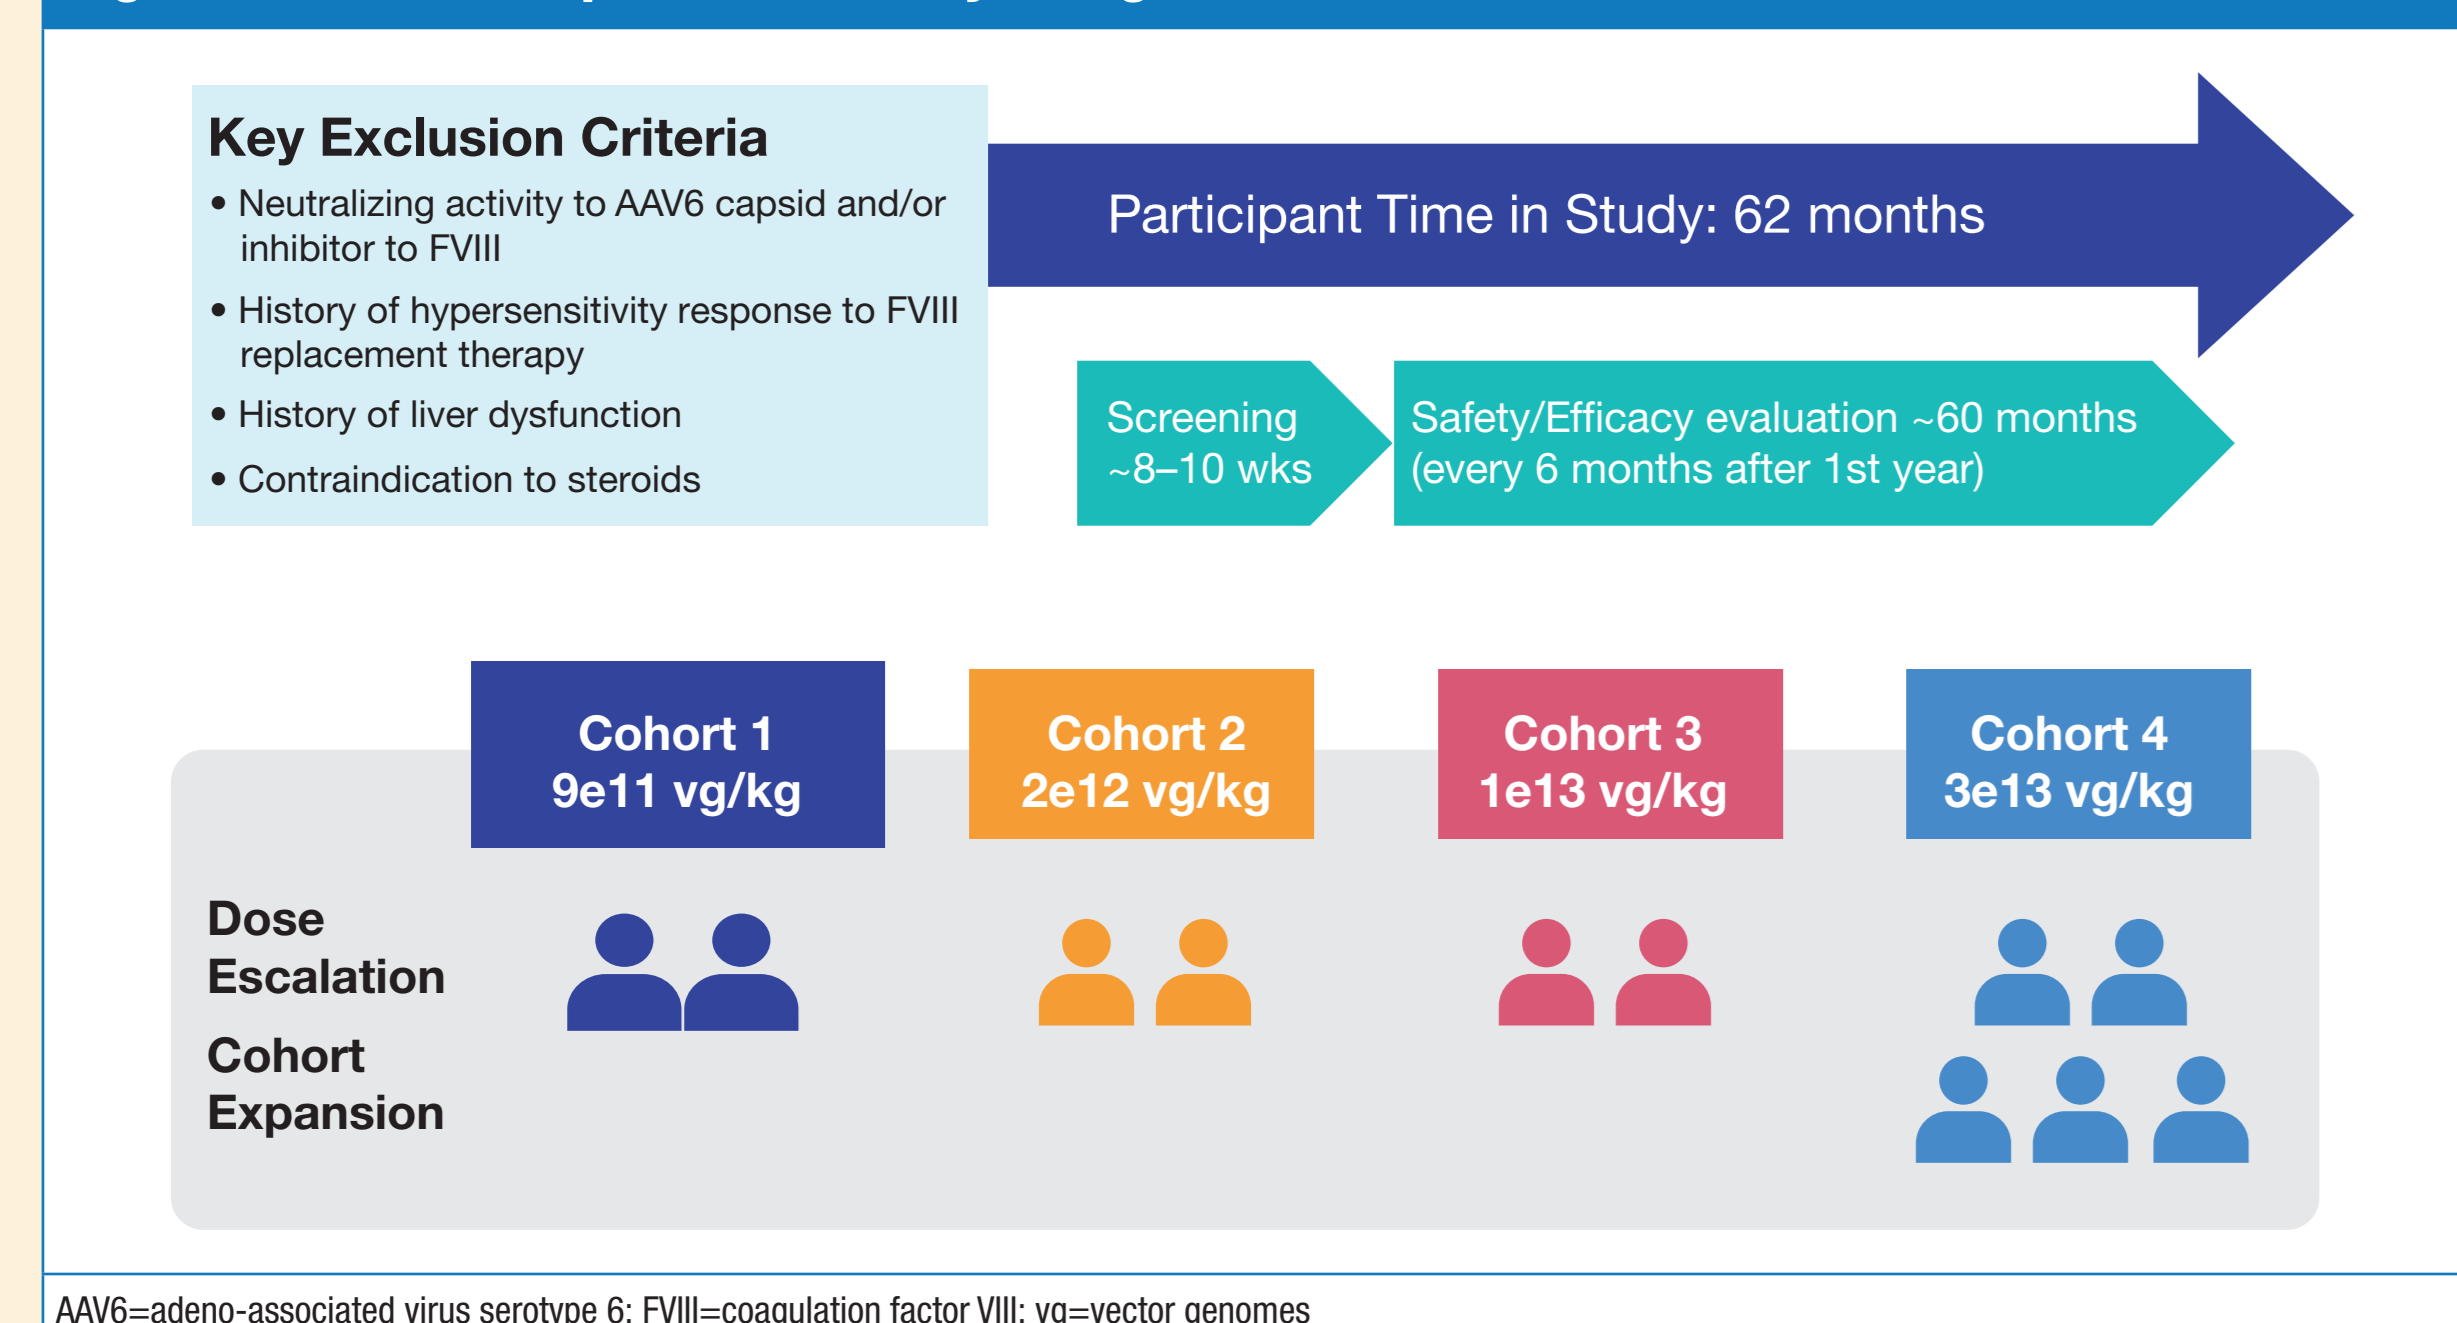 Key Exclusion Criteria
• Neutralizing activity to AAV6 capsid and/or
inhibitor to FVIII
• History of hypersensitivity response to FVIII
replacement therapy
• History of liver dysfunction
• Contraindication to steroids
Participant Time in Study: 62 months
Screening
~8–10 wks
Safety/Efficacy evaluation ~60 months
(every 6 months after 1st year)
Cohort 1
9e11 vg/kg
Cohort 2
2e12 vg/kg
Cohort 3
1e13 vg/kg
Cohort 4
3e13 vg/kg
Dose
Escalation
Cohort
Expansion
AAV6=adeno-associated virus serotype 6; FVIII=coagulation factor VIII; vg=vector genomes